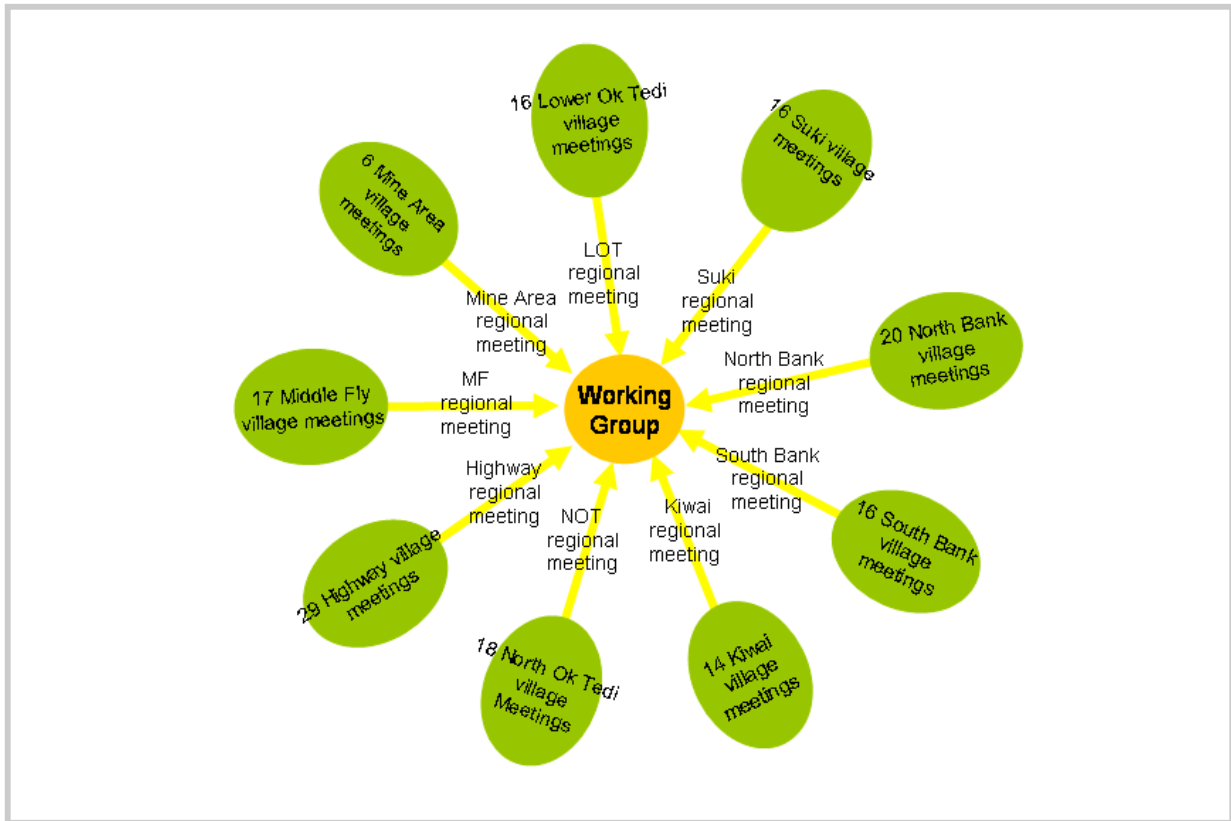 16 Lower Ok Tedi
village
meetings
16 Suki village
meetings
6 Mine Area
village
meetings
LOT
regional
meeting
Suki
regional
meeting
Mine Area
regional
meeting
20 North Bank
village
meetings
North Bank
regional
meeting
17 Middle Fly
village meetings
MF
regional
meeting
Working
Group
South Bank
regional
meeting
Highway
regional
meeting
NOT
regional
meeting
Kiwai
regional
meeting
16 South Bank
village
meetings
29 Highway village
meetings
18 North Ok Tedi
village
Meetings
14 Kiwai
village
meetings